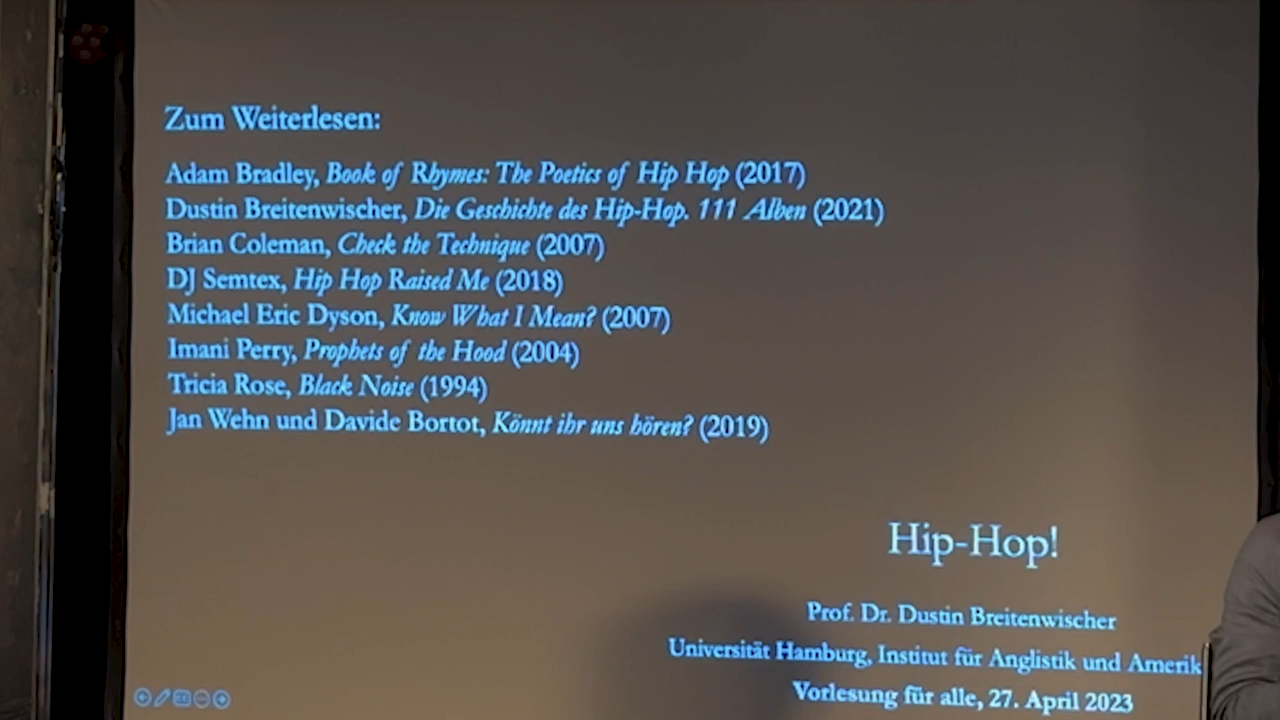 Zum Weiterlesen:
Adam Bradley, Book of Rhymes: The Poetics of Hip Hop (2017)
Dustin Breitenwischer, Die Geschichte des Hip-Hop. 111 Alben (2021)
Brian Coleman, Check the Technique (2007)
DJ Semtex, Hip Hop Raised Me (2018)
Michael Eric Dyson, Know What I Mean? (2007)
Imani Perry, Prophets of the Hood (2004)
Tricia Rose, Black Noise (1994)
Jan Wehn und Davide Bortot, Könnt ihr uns hören? (2019)
Hip-Hop!
Prof. Dr. Dustin Breitenwischer
Universität Hamburg, Institut für Anglistik und Amerik
Vorlesung für alle, 27. April 2023